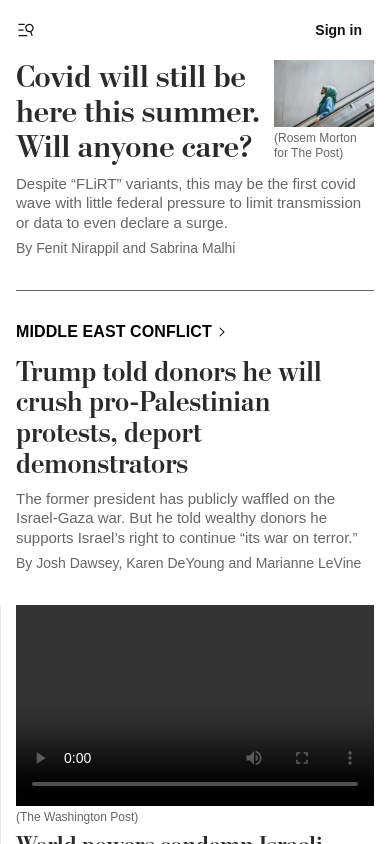 Sign in
Covid will still be
here this summer.
Will anyone care?
(Rosem Morton
for The Post)
Despite “FLiRT” variants, this may be the first covid
wave with little federal pressure to limit transmission
or data to even declare a surge.
By Fenit Nirappil and Sabrina Malhi
MIDDLE EAST CONFLICT
Trump told donors he will
crush pro-Palestinian
protests, deport
demonstrators
The former president has publicly waffled on the
Israel-Gaza war. But he told wealthy donors he
supports Israel’s right to continue “its war on terror.”
By Josh Dawsey, Karen DeYoung and Marianne LeVine
0:00
(The Washington Post)
World powers condemn Israeli